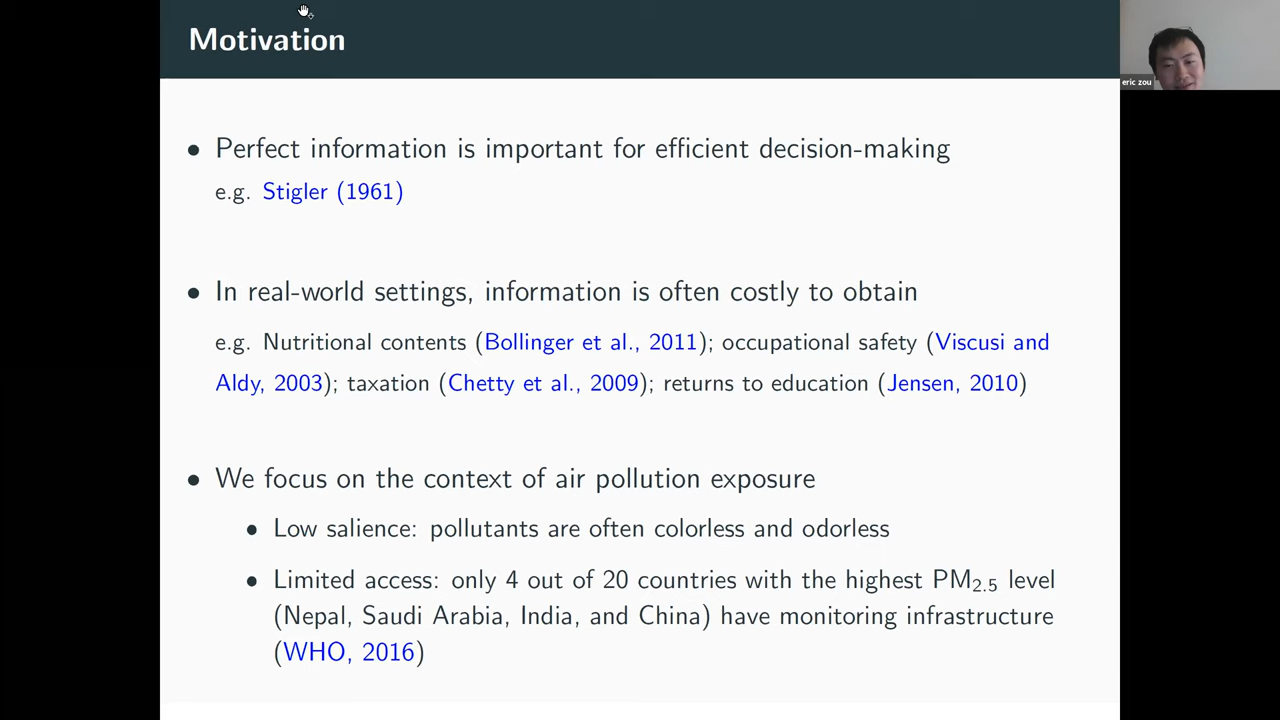 Motivation
eric zou
• Perfect information is important for efficient decision-making
e.g. Stigler (1961)
• In real-world settings, information is often costly to obtain
e.g. Nutritional contents (Bollinger et al., 2011); occupational safety (Viscusi and
Aldy, 2003); taxation (Chetty et al., 2009); returns to education (Jensen, 2010)
• We focus on the context of air pollution exposure
• Low salience: pollutants are often colorless and odorless
• Limited access: only 4 out of 20 countries with the highest PM2.5 level
(Nepal, Saudi Arabia, India, and China) have monitoring infrastructure
(WHO, 2016)